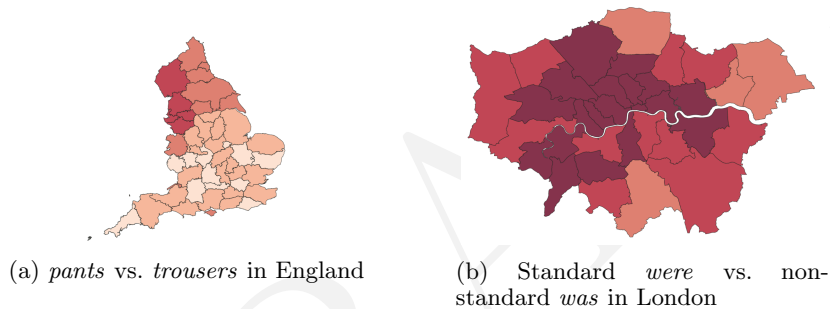 (a) pants vs. trousers in England
(b) Standard were vs. non-
standard was in London